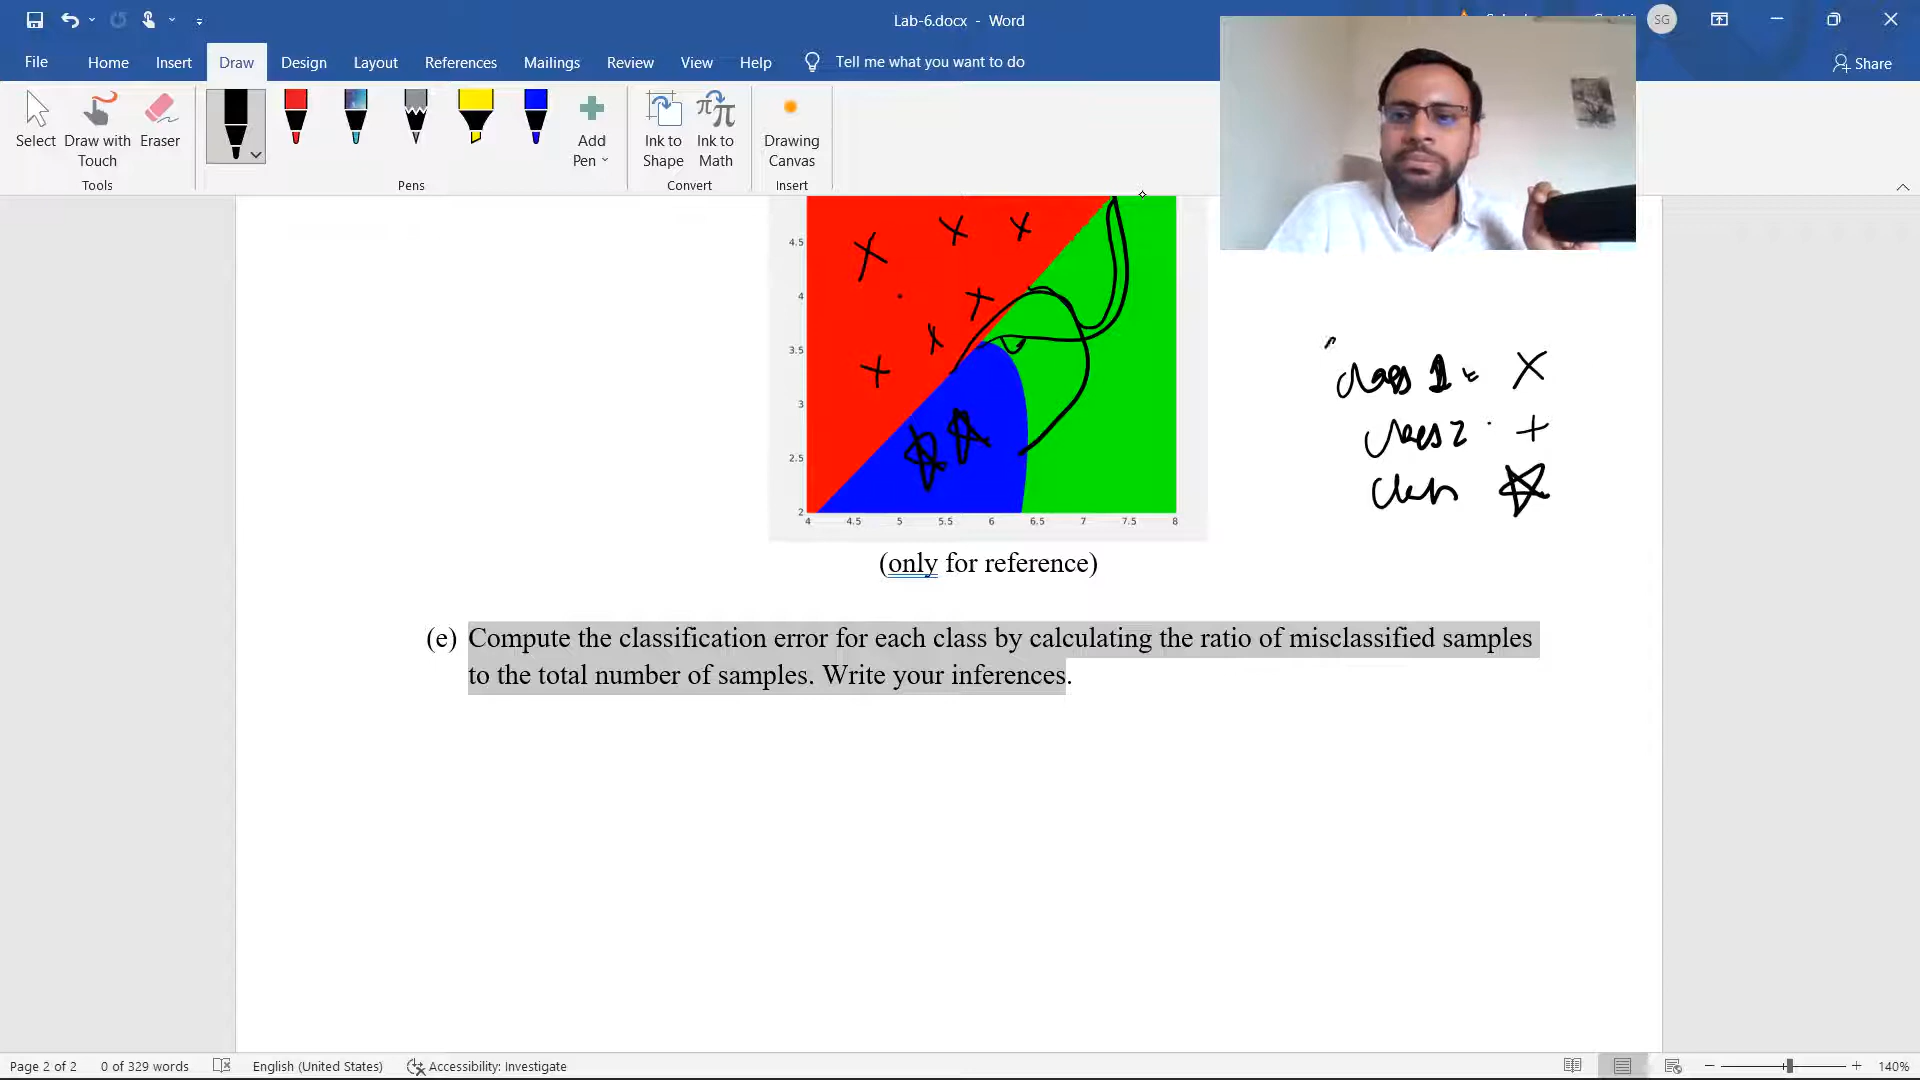 Lab-6.docx - Word
SG
File Home Insert Draw Design Layout References Mailings Review View Help Tell me what you want to do Share
Select Draw with Touch Eraser Add Pen Ink to Shape Ink to Math Drawing Canvas
Tools Pens Convert Insert
4.5
4
3.5
3
2.5
2
4 4.5 5 5.5 6 6.5 7 7.5 8
class 1
class 2
class
(only for reference)
(e) Compute the classification error for each class by calculating the ratio of misclassified samples
to the total number of samples. Write your inferences.
Page 2 of 2 0 of 329 words English (United States) Accessibility: Investigate 140%